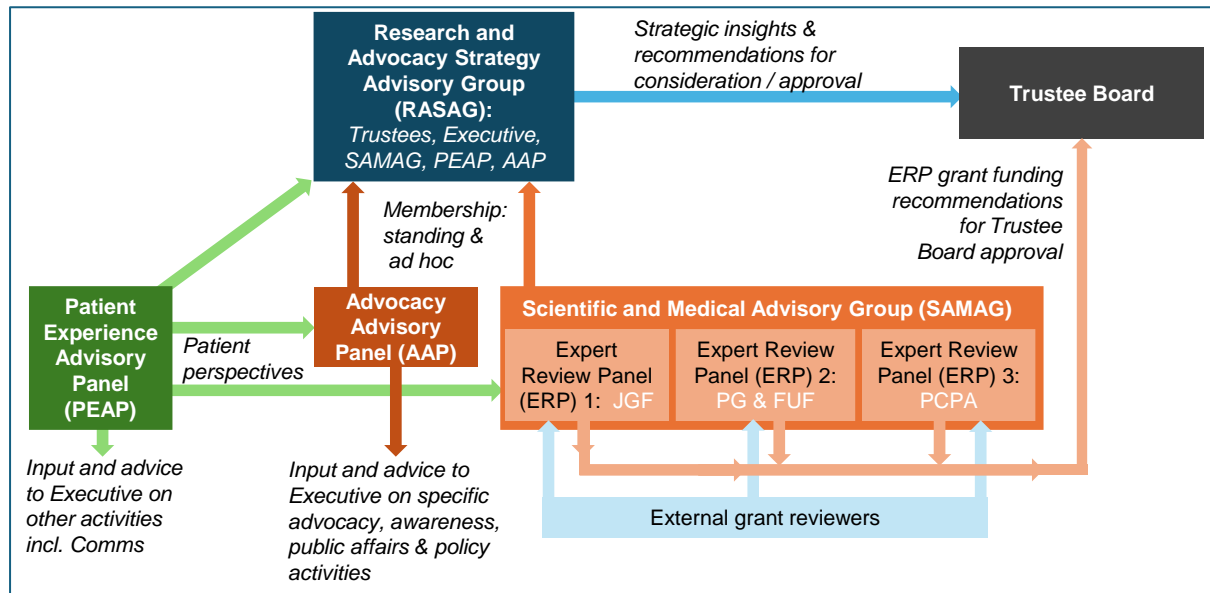 Research and
Advocacy Strategy
Advisory Group
(RASAG):
Trustees, Executive,
SAMAG, PEAP, AAP
Strategic insights &
recommendations for
consideration / approval
Trustee Board
ERP grant funding
recommendations
for Trustee
Board approval
Membership:
standing &
ad hoc
Patient
Experience
Advisory
Panel
(PEAP)
Patient
perspectives
Advocacy
Advisory
Panel (AAP)
Scientific and Medical Advisory Group (SAMAG)
Expert
Review Panel
(ERP) 1: JGF
Expert Review
Panel (ERP) 2:
PG & FUF
Expert Review
Panel (ERP) 3:
PCPA
Input and advice
to Executive on
other activities
incl. Comms
Input and advice to
Executive on specific
advocacy, awareness,
public affairs & policy
activities
External grant reviewers